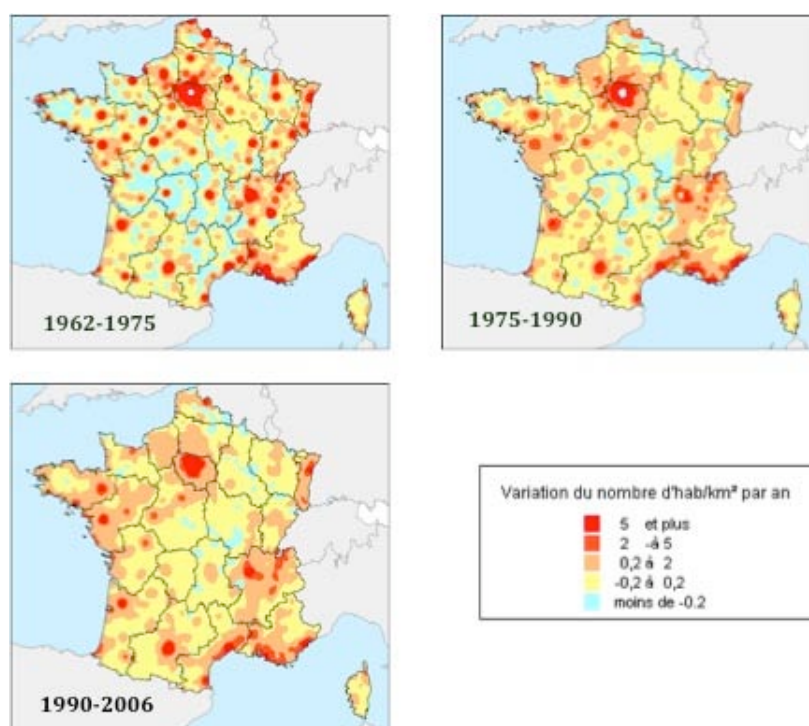 1962-1975
1975-1990
1990-2006
Variation du nombre d'hab/km² par an
5 et plus
2 -à 5
0,2 à 2
-0,2 à 0,2
moins de -0.2